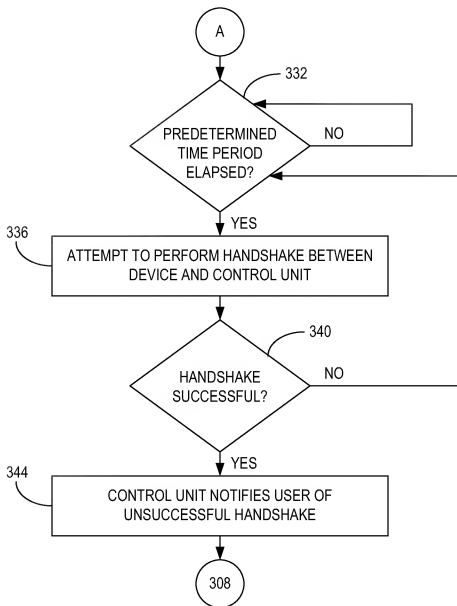 A
332
PREDETERMINED
TIME PERIOD
ELAPSED?
NO
YES
336
ATTEMPT TO PERFORM HANDSHAKE BETWEEN
DEVICE AND CONTROL UNIT
340
HANDSHAKE
SUCCESSFUL?
NO
YES
344
CONTROL UNIT NOTIFIES USER OF
UNSUCCESSFUL HANDSHAKE
308